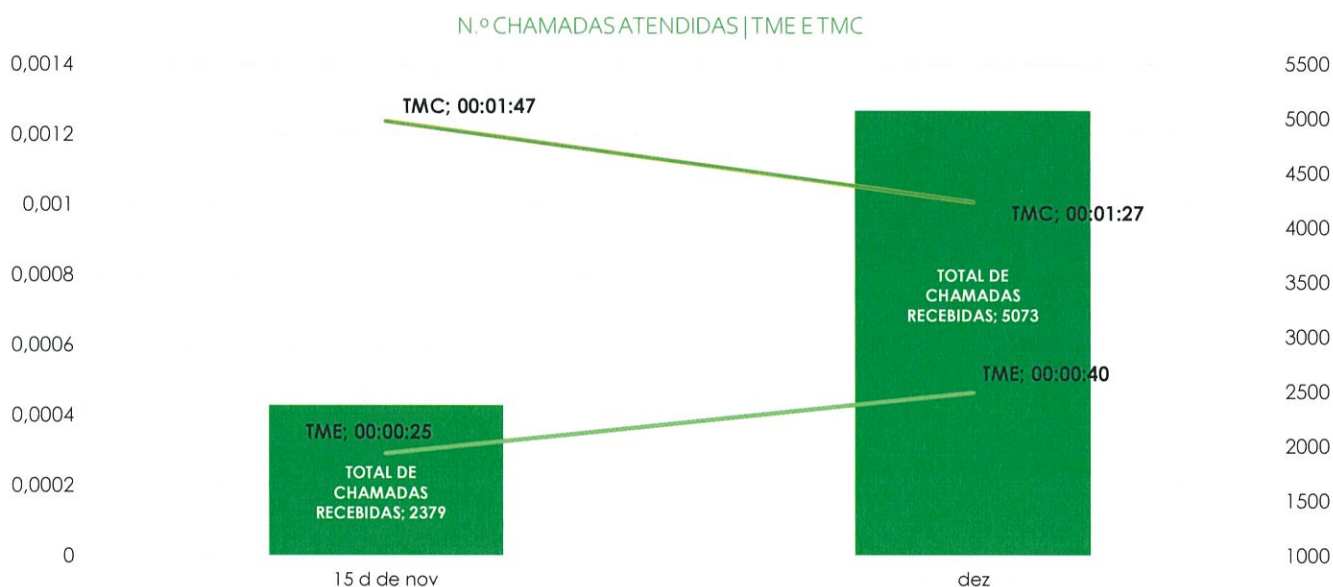 N.º CHAMADAS ATENDIDAS | TME E TMC
0,0014
0,0012
0,001
0,0008
0,0006
0,0004
0,0002
0
5500
5000
4500
4000
3500
3000
2500
2000
1500
1000
TMC; 00:01:47
TMC; 00:01:27
TOTAL DE
CHAMADAS
RECEBIDAS; 5073
TME; 00:00:40
TME; 00:00:25
TOTAL DE
CHAMADAS
RECEBIDAS; 2379
15 d de nov
dez